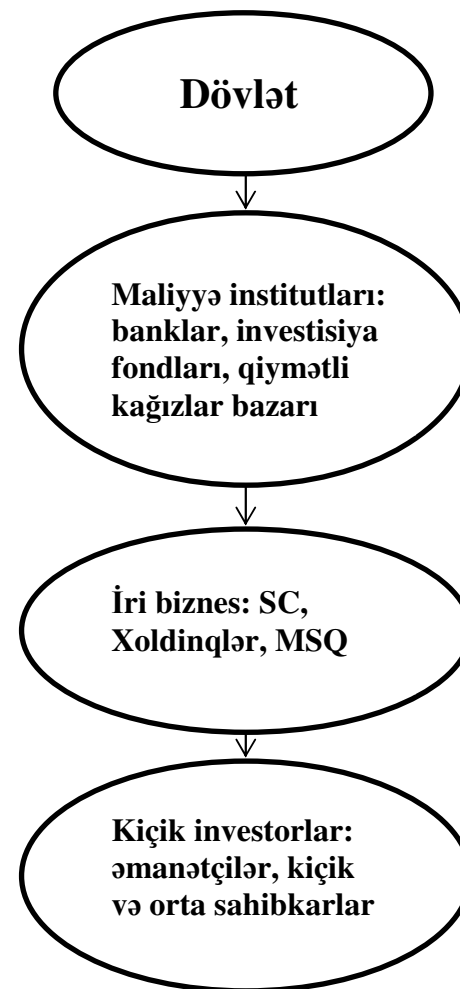 Dövlət
Maliyyə institutları:
banklar, investisiya
fondları, qiymətli
kağızlar bazarı
İri biznes: SC,
Xoldinqlər, MSQ
Kiçik investorlar:
əmanətçilər, kiçik
və orta sahibkarlar